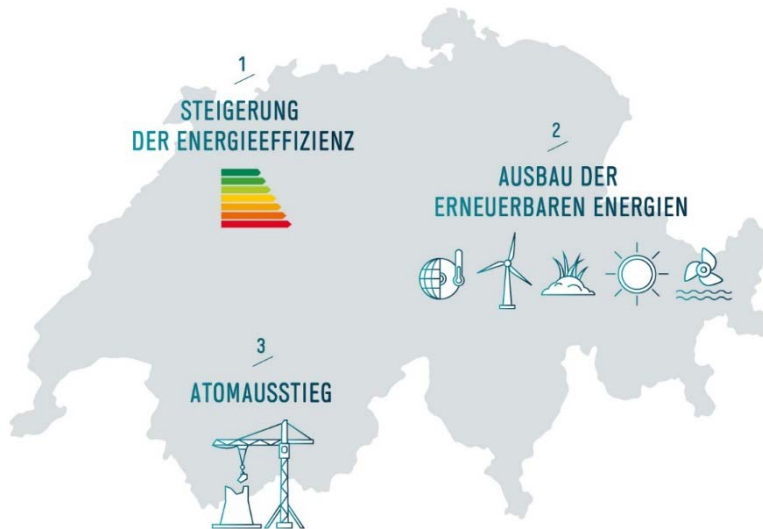 1
STEIGERUNG
DER ENERGIEEFFIZIENZ
2
AUSBAU DER
ERNEUERBAREN ENERGIEN
3
ATOMAUSSTIEG